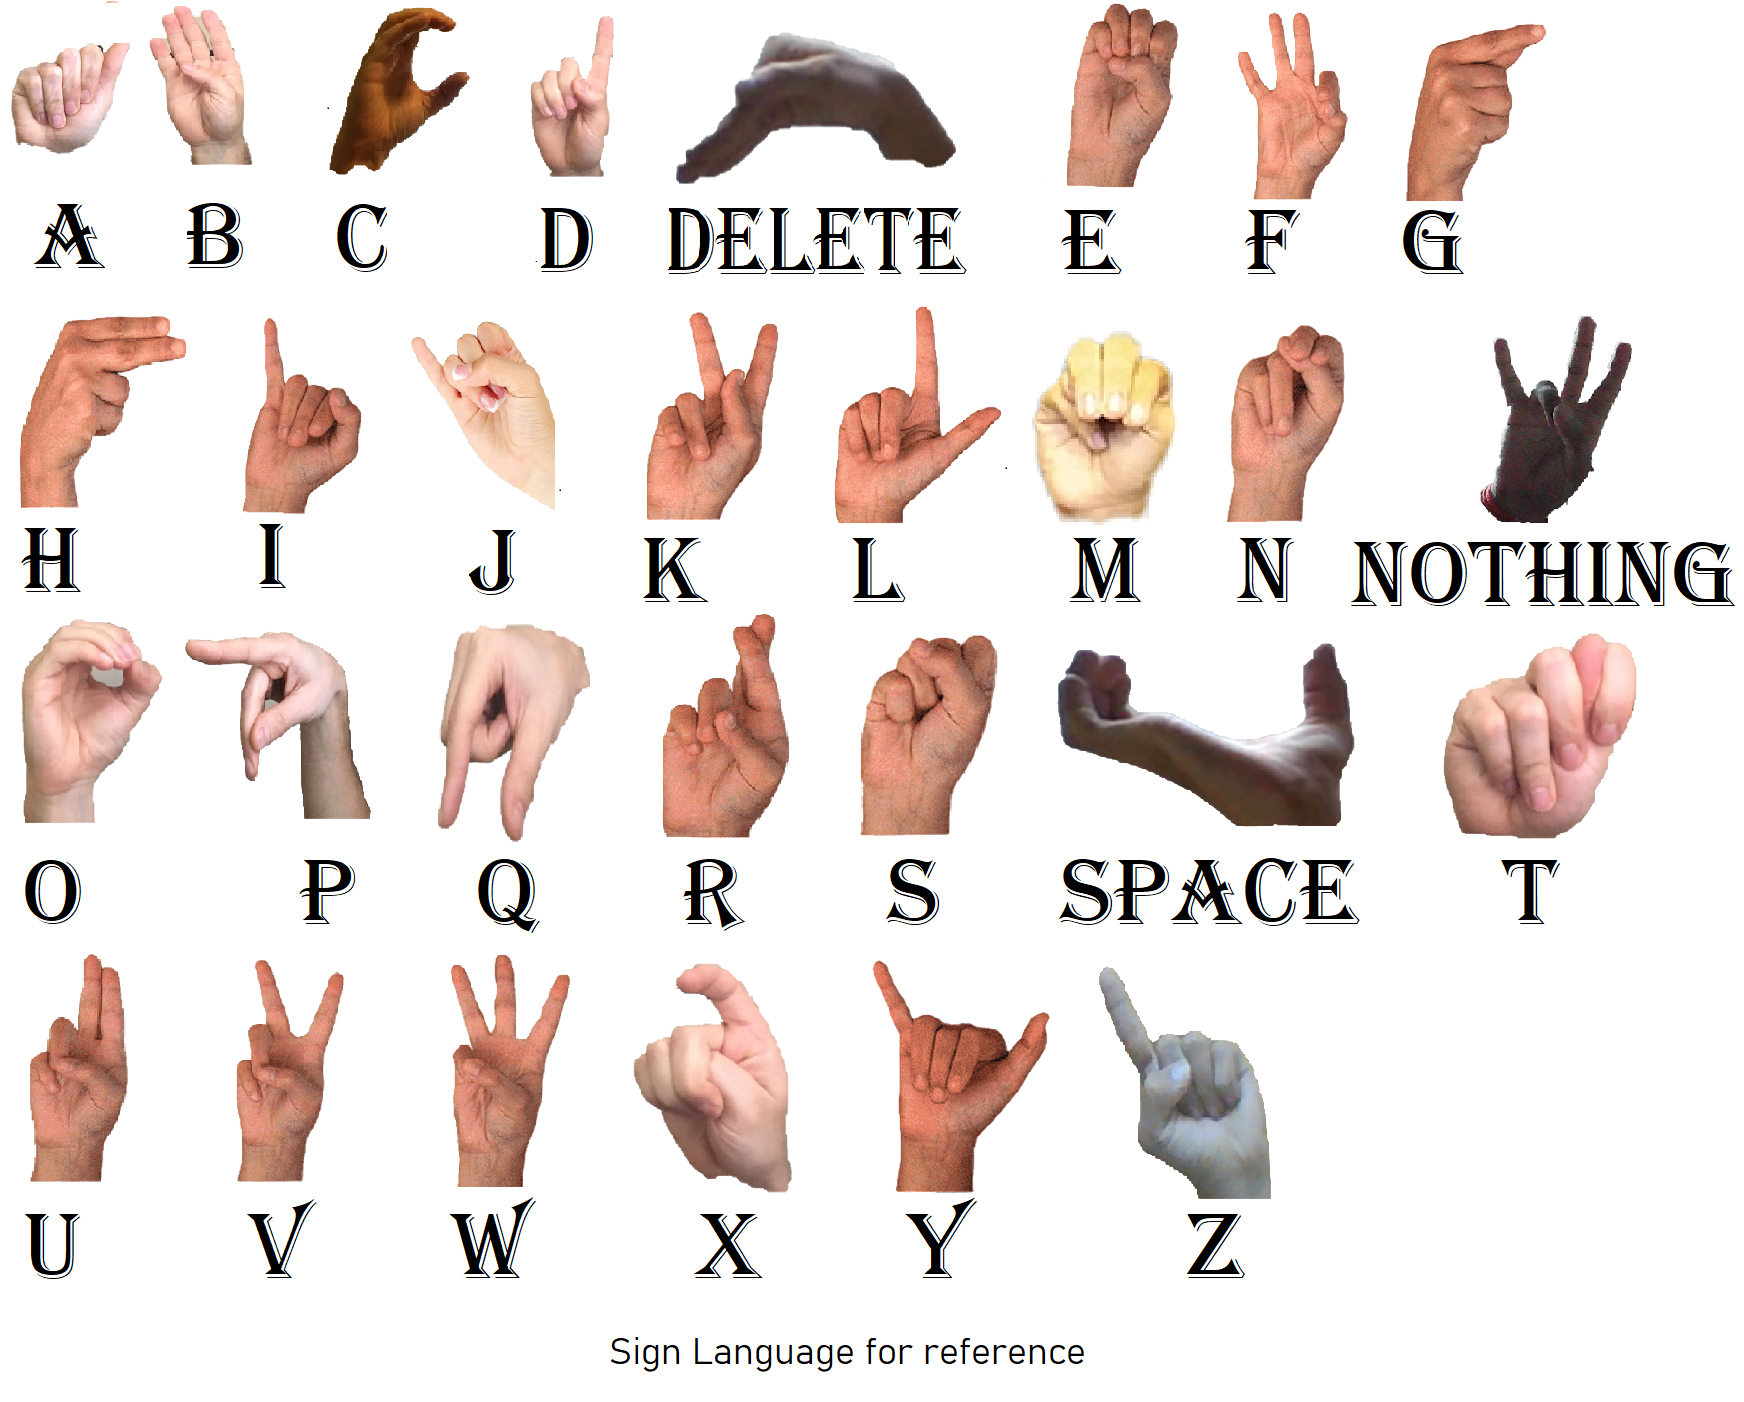 A B C D DELETE E F G
H I J K L M N NOTHING
O P Q R S SPACE T
U V W X Y Z
Sign Language for reference